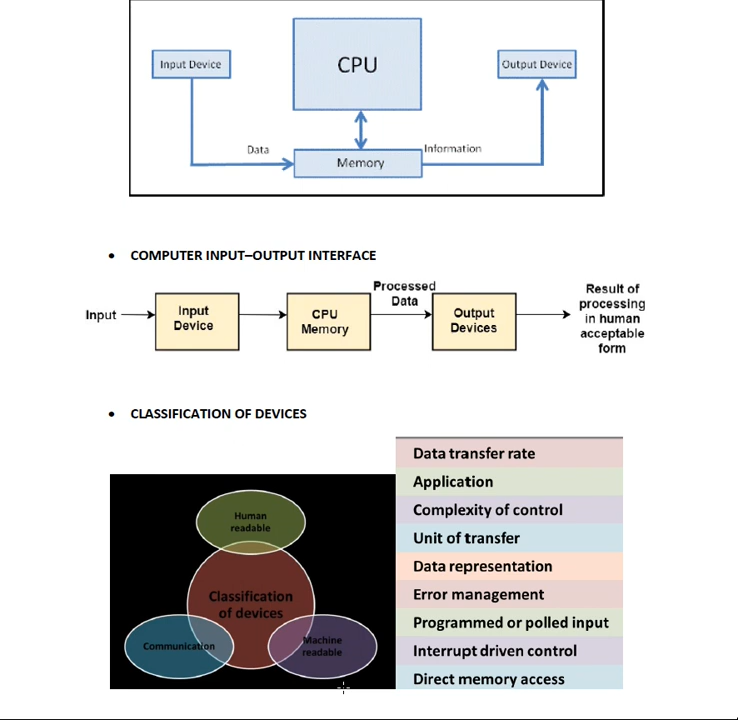 CPU
Input Device
Output Device
Data
Information
Memory
• COMPUTER INPUT–OUTPUT INTERFACE
Input
Input
Device
CPU
Memory
Processed
Data
Output
Devices
Result of
processing
in human
acceptable
form
• CLASSIFICATION OF DEVICES
Human
readable
Classification
of devices
Communication
Machine
readable
Data transfer rate
Application
Complexity of control
Unit of transfer
Data representation
Error management
Programmed or polled input
Interrupt driven control
Direct memory access